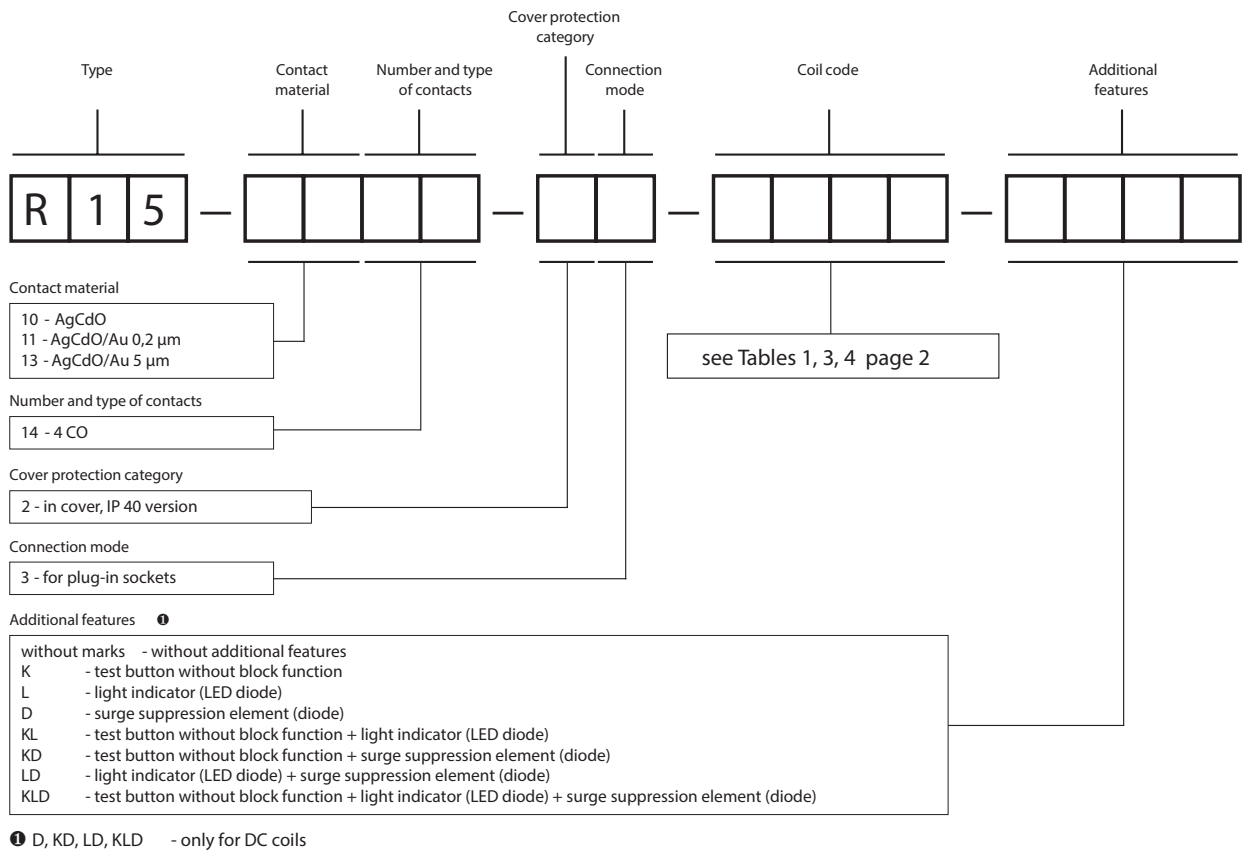 Cover protection
category
Type
Contact
material
Number and type
of contacts
Connection
mode
Coil code
Additional
features
R 1 5 — — — —
Contact material
10 - AgCdO
11 - AgCdO/Au 0,2 μm
13 - AgCdO/Au 5 μm
see Tables 1, 3, 4 page 2
Number and type of contacts
14 - 4 CO
Cover protection category
2 - in cover, IP 40 version
Connection mode
3 - for plug-in sockets
Additional features ❶
without marks - without additional features
K - test button without block function
L - light indicator (LED diode)
D - surge suppression element (diode)
KL - test button without block function + light indicator (LED diode)
KD - test button without block function + surge suppression element (diode)
LD - light indicator (LED diode) + surge suppression element (diode)
KLD - test button without block function + light indicator (LED diode) + surge suppression element (diode)
❶ D, KD, LD, KLD - only for DC coils